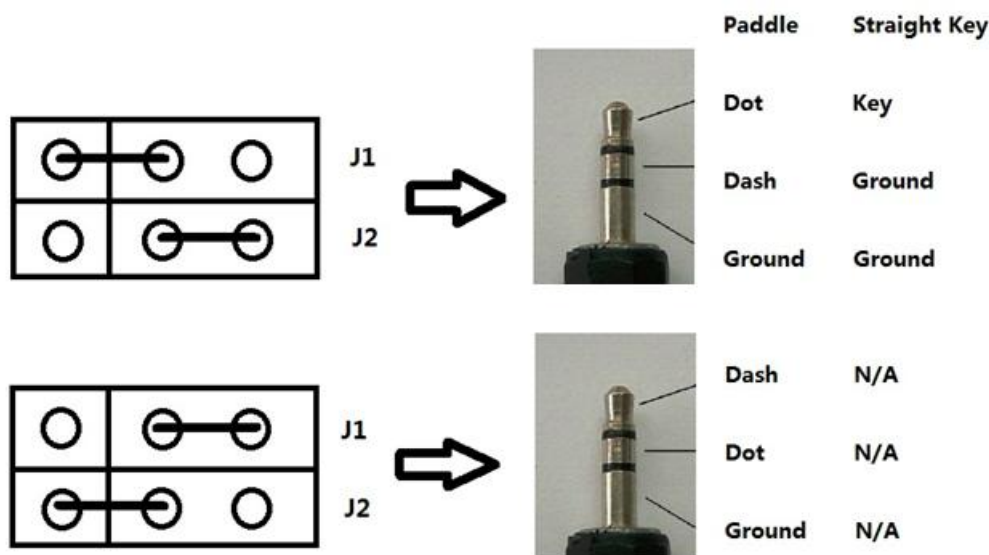 Paddle Straight Key
J1
Dot Key
Dash Ground
J2
Ground Ground
Dash N/A
J1
Dot N/A
J2
Ground N/A